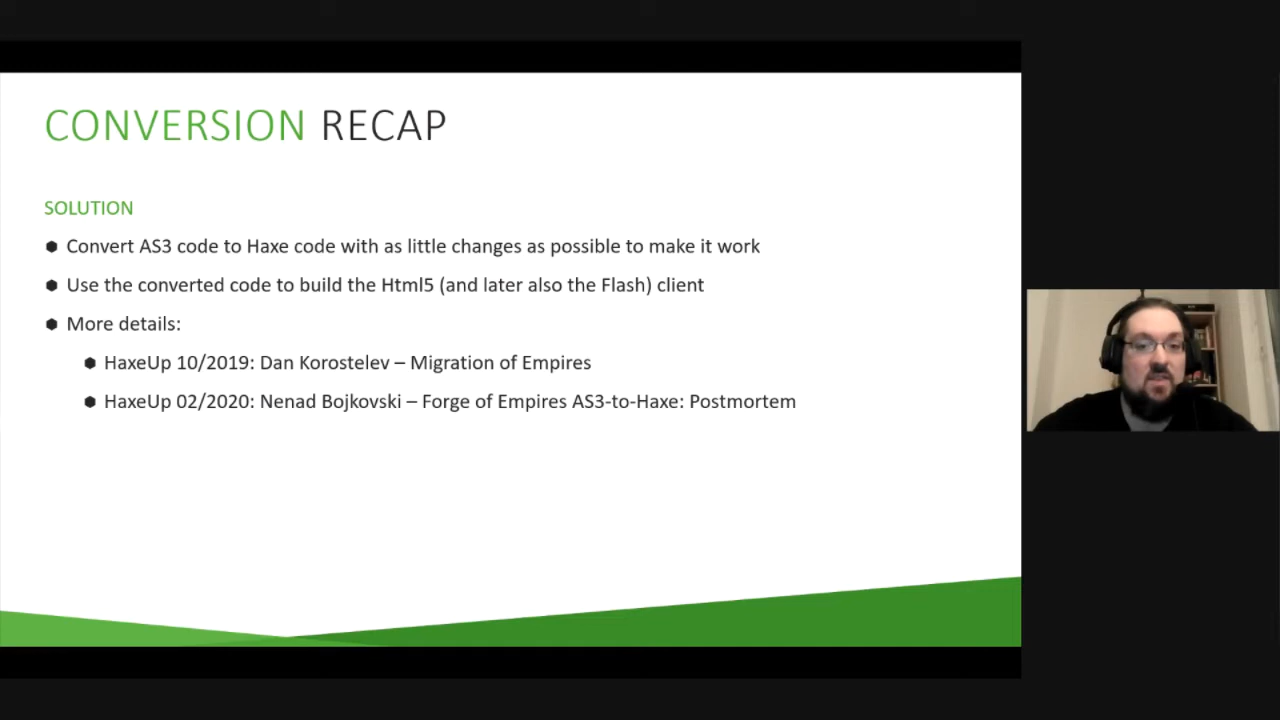 CONVERSION RECAP
SOLUTION
Convert AS3 code to Haxe code with as little changes as possible to make it work
Use the converted code to build the Html5 (and later also the Flash) client
More details:
HaxeUp 10/2019: Dan Korostelev – Migration of Empires
HaxeUp 02/2020: Nenad Bojkovski – Forge of Empires AS3-to-Haxe: Postmortem